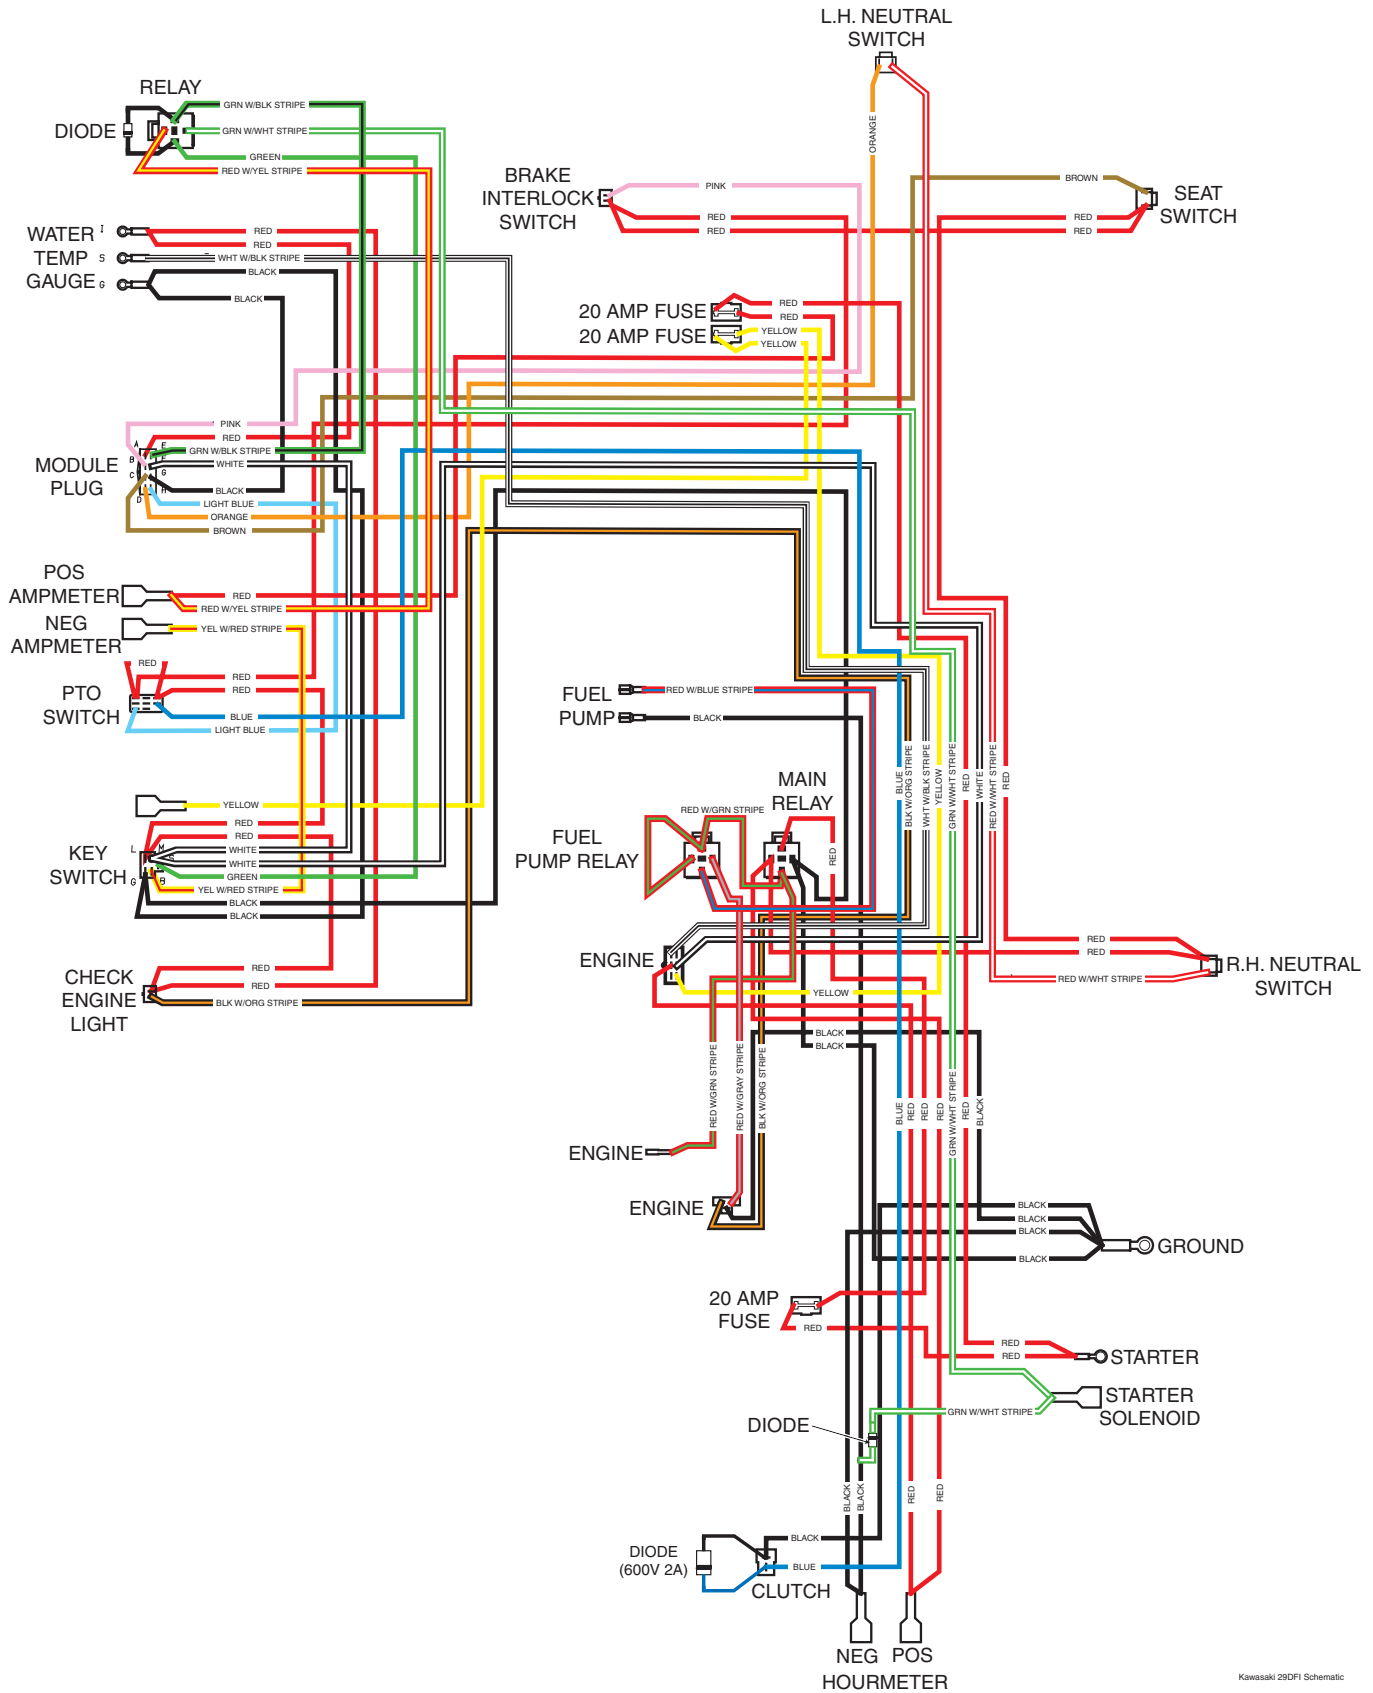 L.H. NEUTRAL
SWITCH
RELAY
GRN W/BLK STRIPE
DIODE
GRN W/WHT STRIPE
GREEN
RED W/YEL STRIPE
ORANGE
BRAKE
INTERLOCK
SWITCH
PINK
RED
RED
BROWN
RED
RED
SEAT
SWITCH
WATER
TEMP
GAUGE
I
S
G
RED
RED
WHT W/BLK STRIPE
BLACK
BLACK
20 AMP FUSE
20 AMP FUSE
RED
RED
YELLOW
YELLOW
MODULE
PLUG
A
B
C
D
E
F
G
H
PINK
RED
GRN W/BLK STRIPE
WHITE
BLACK
LIGHT BLUE
ORANGE
BROWN
POS
AMPMETER
RED
RED W/YEL STRIPE
NEG
AMPMETER
YEL W/RED STRIPE
RED
PTO
SWITCH
RED
RED
BLUE
LIGHT BLUE
FUEL
PUMP
RED W/BLUE STRIPE
BLACK
BLUE
BLK W/ORG STRIPE
WHT W/BLK STRIPE
YELLOW
GRN W/WHT STRIPE
RED
WHITE
RED W/WHT STRIPE
RED
YELLOW
KEY
SWITCH
L
M
S
G
B
RED
RED
WHITE
WHITE
GREEN
YEL W/RED STRIPE
BLACK
BLACK
MAIN
RELAY
RED W/GRN STRIPE
FUEL
PUMP RELAY
RED
ENGINE
YELLOW
RED
RED
RED W/WHT STRIPE
R.H. NEUTRAL
SWITCH
CHECK
ENGINE
LIGHT
RED
RED
BLK W/ORG STRIPE
BLACK
BLACK
RED W/GRN STRIPE
RED W/GRAY STRIPE
BLK W/ORG STRIPE
BLUE
RED
RED
RED
GRN W/WHT STRIPE
RED
BLACK
ENGINE
ENGINE
BLACK
BLACK
BLACK
BLACK
GROUND
20 AMP
FUSE
RED
RED
RED
STARTER
STARTER
SOLENOID
GRN W/WHT STRIPE
DIODE
BLACK
BLACK
RED
RED
DIODE
(600V 2A)
BLACK
BLUE
CLUTCH
NEG
POS
HOURMETER
Kawasaki 29DFI Schematic